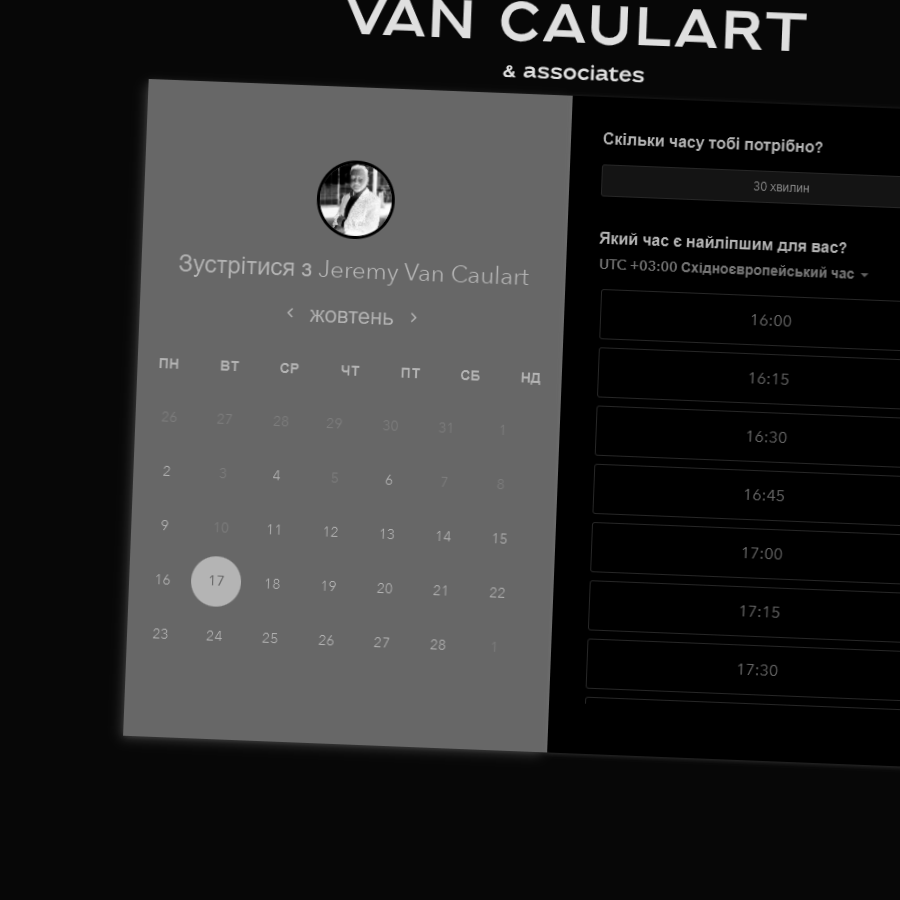 VAN CAULART
& associates
Зустрітися з Jeremy Van Caulart
жовтень
ПН ВТ СР ЧТ ПТ СБ НД
26 27 28 29 30 31 1
2 3 4 5 6 7 8
9 10 11 12 13 14 15
16 17 18 19 20 21 22
23 24 25 26 27 28 1
Скільки часу тобі потрібно?
30 хвилин
Який час є найліпшим для вас?
UTC +03:00 Східноєвропейський час
16:00
16:15
16:30
16:45
17:00
17:15
17:30